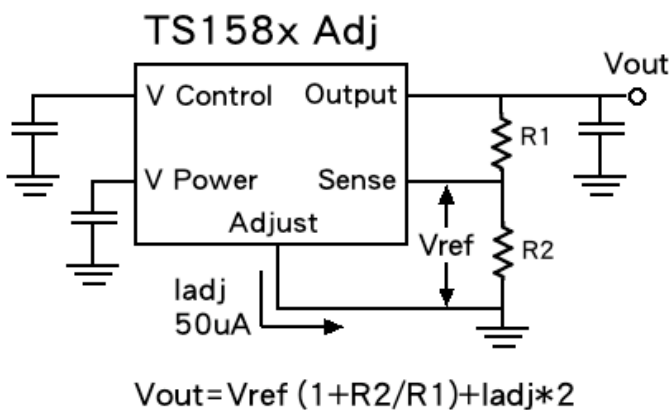 TS158x Adj
Vout
V Control
Output
R1
V Power
Sense
Adjust
Vref
R2
Iadj
50uA
Vout=Vref (1+R2/R1)+Iadj*2